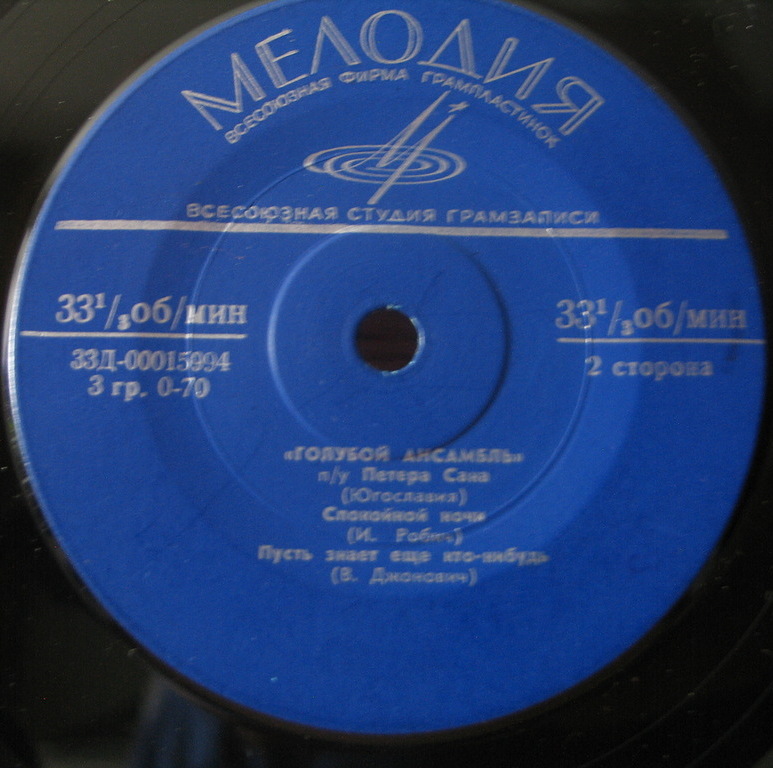 МЕЛОДИЯ
ВСЕСОЮЗНАЯ ФИРМА ГРАМПЛАСТИНОК
ВСЕСОЮЗНАЯ СТУДИЯ ГРАМЗАПИСИ
33¹/₃об/мин
33Д-00015994
3 гр. 0-70
33¹/₃об/мин
2 сторона
«ГОЛУБОЙ АНСАМБЛЬ»
п/у Петера Сана
(Югославия)
Спокойной ночи
(И. Робич)
Пусть знает еще кто-нибудь
(В. Джонович)